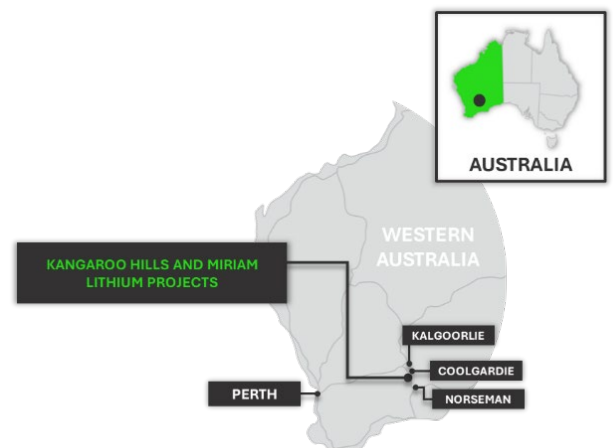 AUSTRALIA
WESTERN
AUSTRALIA
KANGAROO HILLS AND MIRIAM
LITHIUM PROJECTS
KALGOORLIE
COOLGARDIE
PERTH
NORSEMAN